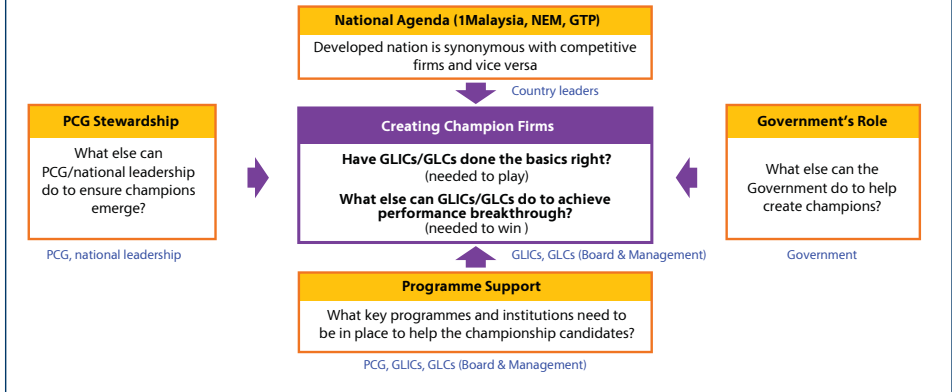 National Agenda (1Malaysia, NEM, GTP)
Developed nation is synonymous with competitive
firms and vice versa
Country leaders
PCG Stewardship
What else can
PCG/national leadership
do to ensure champions
emerge?
PCG, national leadership
Creating Champion Firms
Have GLICs/GLCs done the basics right?
(needed to play)
What else can GLICs/GLCs do to achieve
performance breakthrough?
(needed to win )
GLICs, GLCs (Board & Management)
Government's Role
What else can the
Government do to help
create champions?
Government
Programme Support
What key programmes and institutions need to
be in place to help the championship candidates?
PCG, GLICs, GLCs (Board & Management)